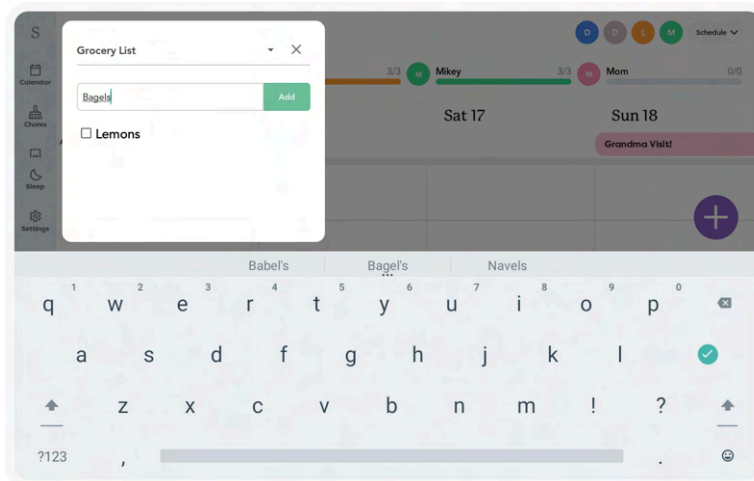 S
Grocery List
D D L M Schedule
Calendar
3/3 M Mikey 3/3 M Mom 0/0
Bagels Add
Chores
Sat 17 Sun 18
Lemons
Grandma Visit!
Sleep
Settings
Babel's Bagel's Navels
1 2 3 4 5 6 7 8 9 0
q w e r t y u i o p
a s d f g h j k l
z x c v b n m ! ?
?123 , .